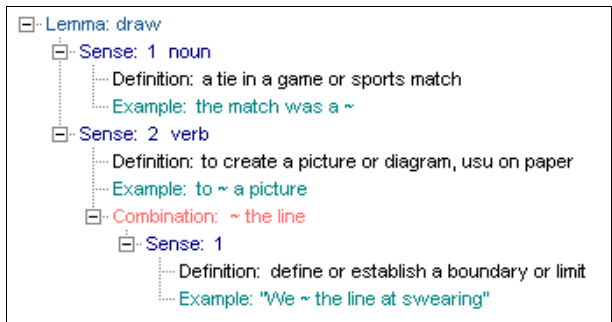 Lemma: draw
Sense: 1 noun
Definition: a tie in a game or sports match
Example: the match was a ~
Sense: 2 verb
Definition: to create a picture or diagram, usu on paper
Example: to ~ a picture
Combination: ~ the line
Sense: 1
Definition: define or establish a boundary or limit
Example: "We ~ the line at swearing"